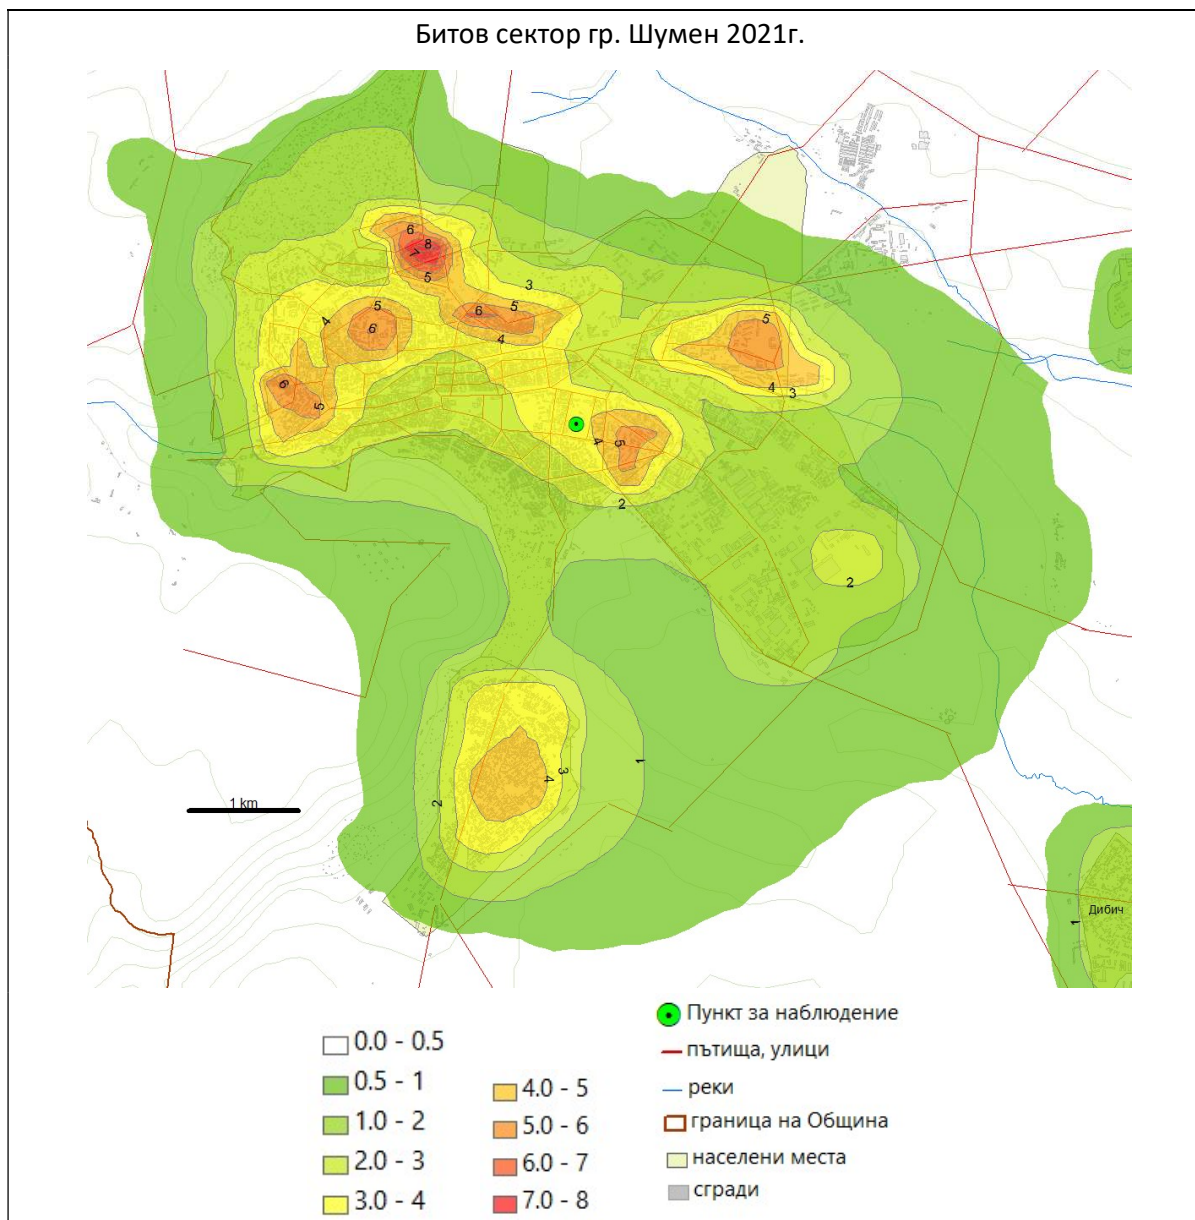 Битов сектор гр. Шумен 2021г.
6
8
7
5
3
5
6
5
4
5
4
6
4
5
6
5
4
3
4
5
2
2
1
3
4
2
1 km
Дибич
1
0.0 - 0.5
0.5 - 1
1.0 - 2
2.0 - 3
3.0 - 4
4.0 - 5
5.0 - 6
6.0 - 7
7.0 - 8
Пункт за наблюдение
пътища, улици
реки
граница на Община
населени места
сгради